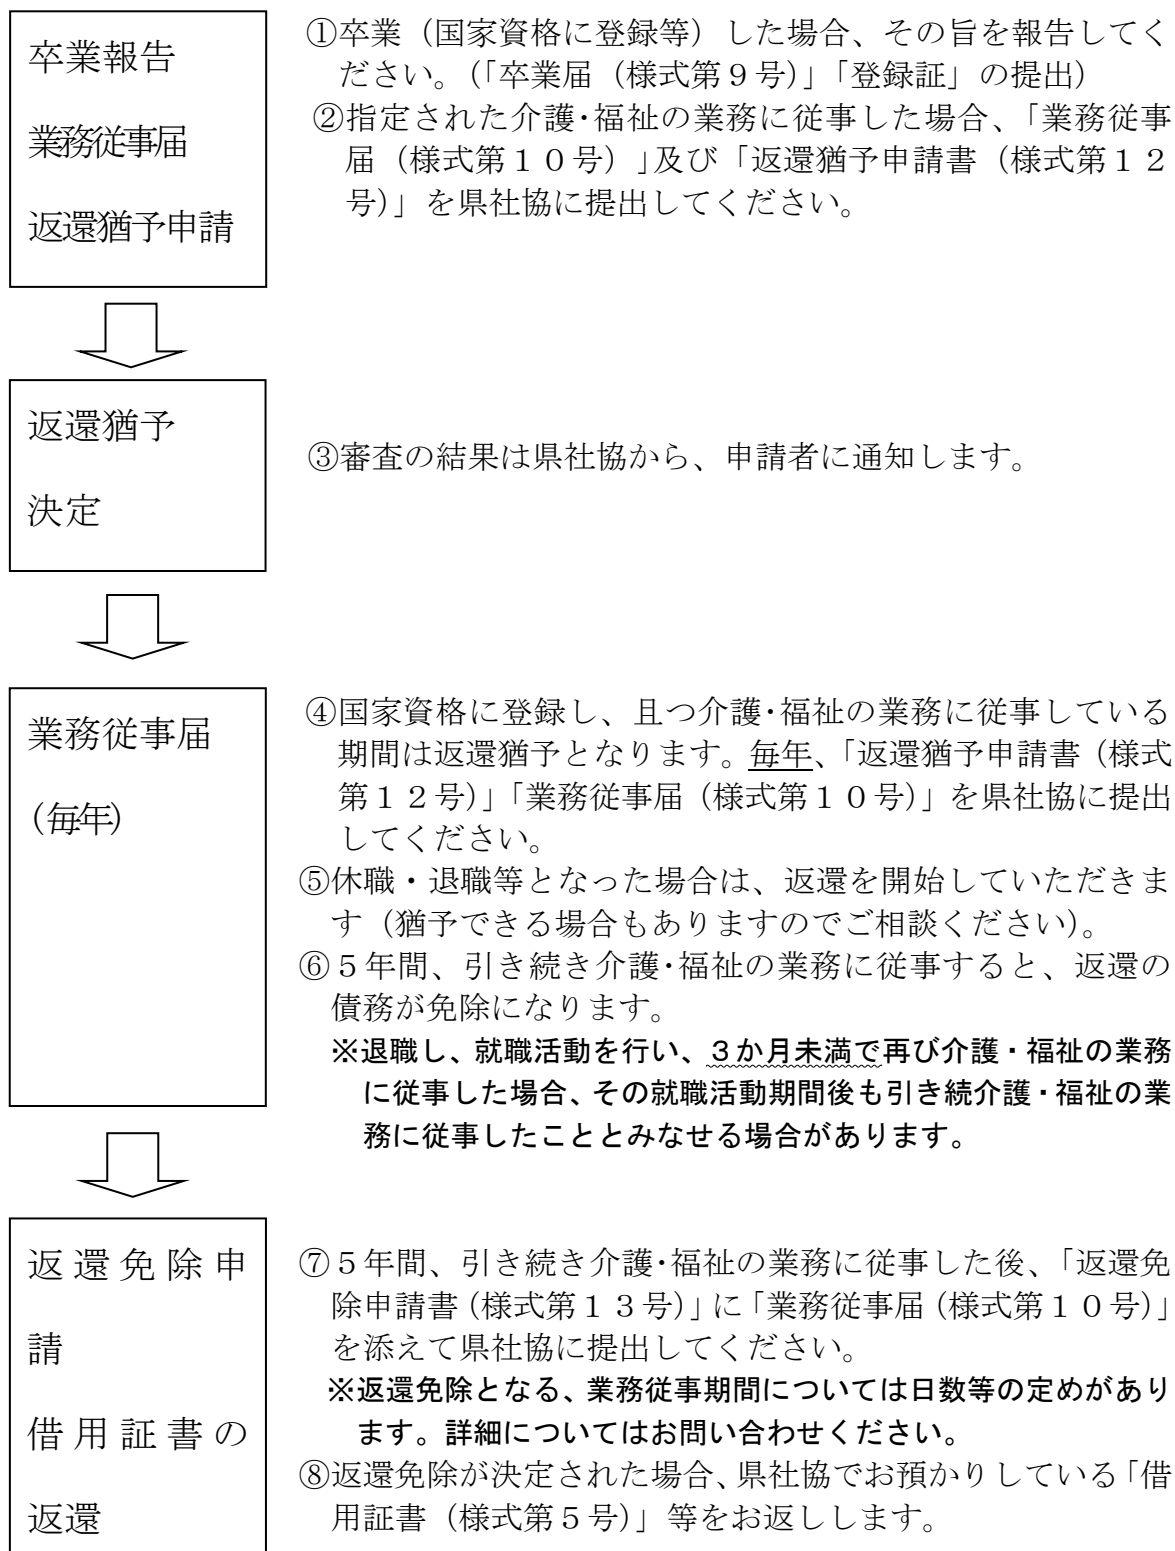 卒業報告
業務従事届
返還猶予申請
①卒業（国家資格に登録等）した場合、その旨を報告してく
ださい。（「卒業届（様式第９号）」「登録証」の提出）
②指定された介護･福祉の業務に従事した場合、「業務従事
届（様式第１０号）」及び「返還猶予申請書（様式第１２
号）」を県社協に提出してください。
返還猶予
決定
③審査の結果は県社協から、申請者に通知します。
業務従事届
（毎年）
④国家資格に登録し、且つ介護･福祉の業務に従事している
期間は返還猶予となります。毎年、「返還猶予申請書（様式
第１２号）」「業務従事届（様式第１０号）」を県社協に提出
してください。
⑤休職・退職等となった場合は、返還を開始していただきま
す（猶予できる場合もありますのでご相談ください）。
⑥５年間、引き続き介護･福祉の業務に従事すると、返還の
債務が免除になります。
※退職し、就職活動を行い、３か月未満で再び介護・福祉の業務
に従事した場合、その就職活動期間後も引き続介護・福祉の業
務に従事したこととみなせる場合があります。
返還免除申
請
借用証書の
返還
⑦５年間、引き続き介護･福祉の業務に従事した後、「返還免
除申請書（様式第１３号）」に「業務従事届（様式第１０号）」
を添えて県社協に提出してください。
※返還免除となる、業務従事期間については日数等の定めがあり
ます。詳細についてはお問い合わせください。
⑧返還免除が決定された場合、県社協でお預かりしている「借
用証書（様式第５号）」等をお返しします。